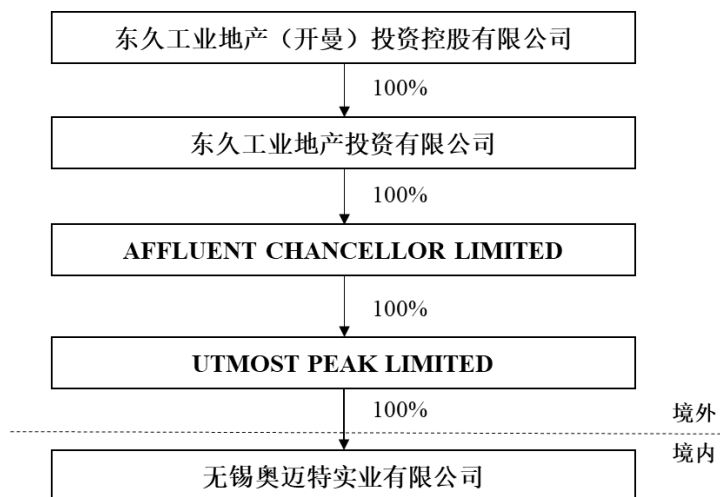 东久工业地产（开曼）投资控股有限公司
100%
东久工业地产投资有限公司
100%
AFFLUENT CHANCELLOR LIMITED
100%
UTMOST PEAK LIMITED
100%
境外
境内
无锡奥迈特实业有限公司